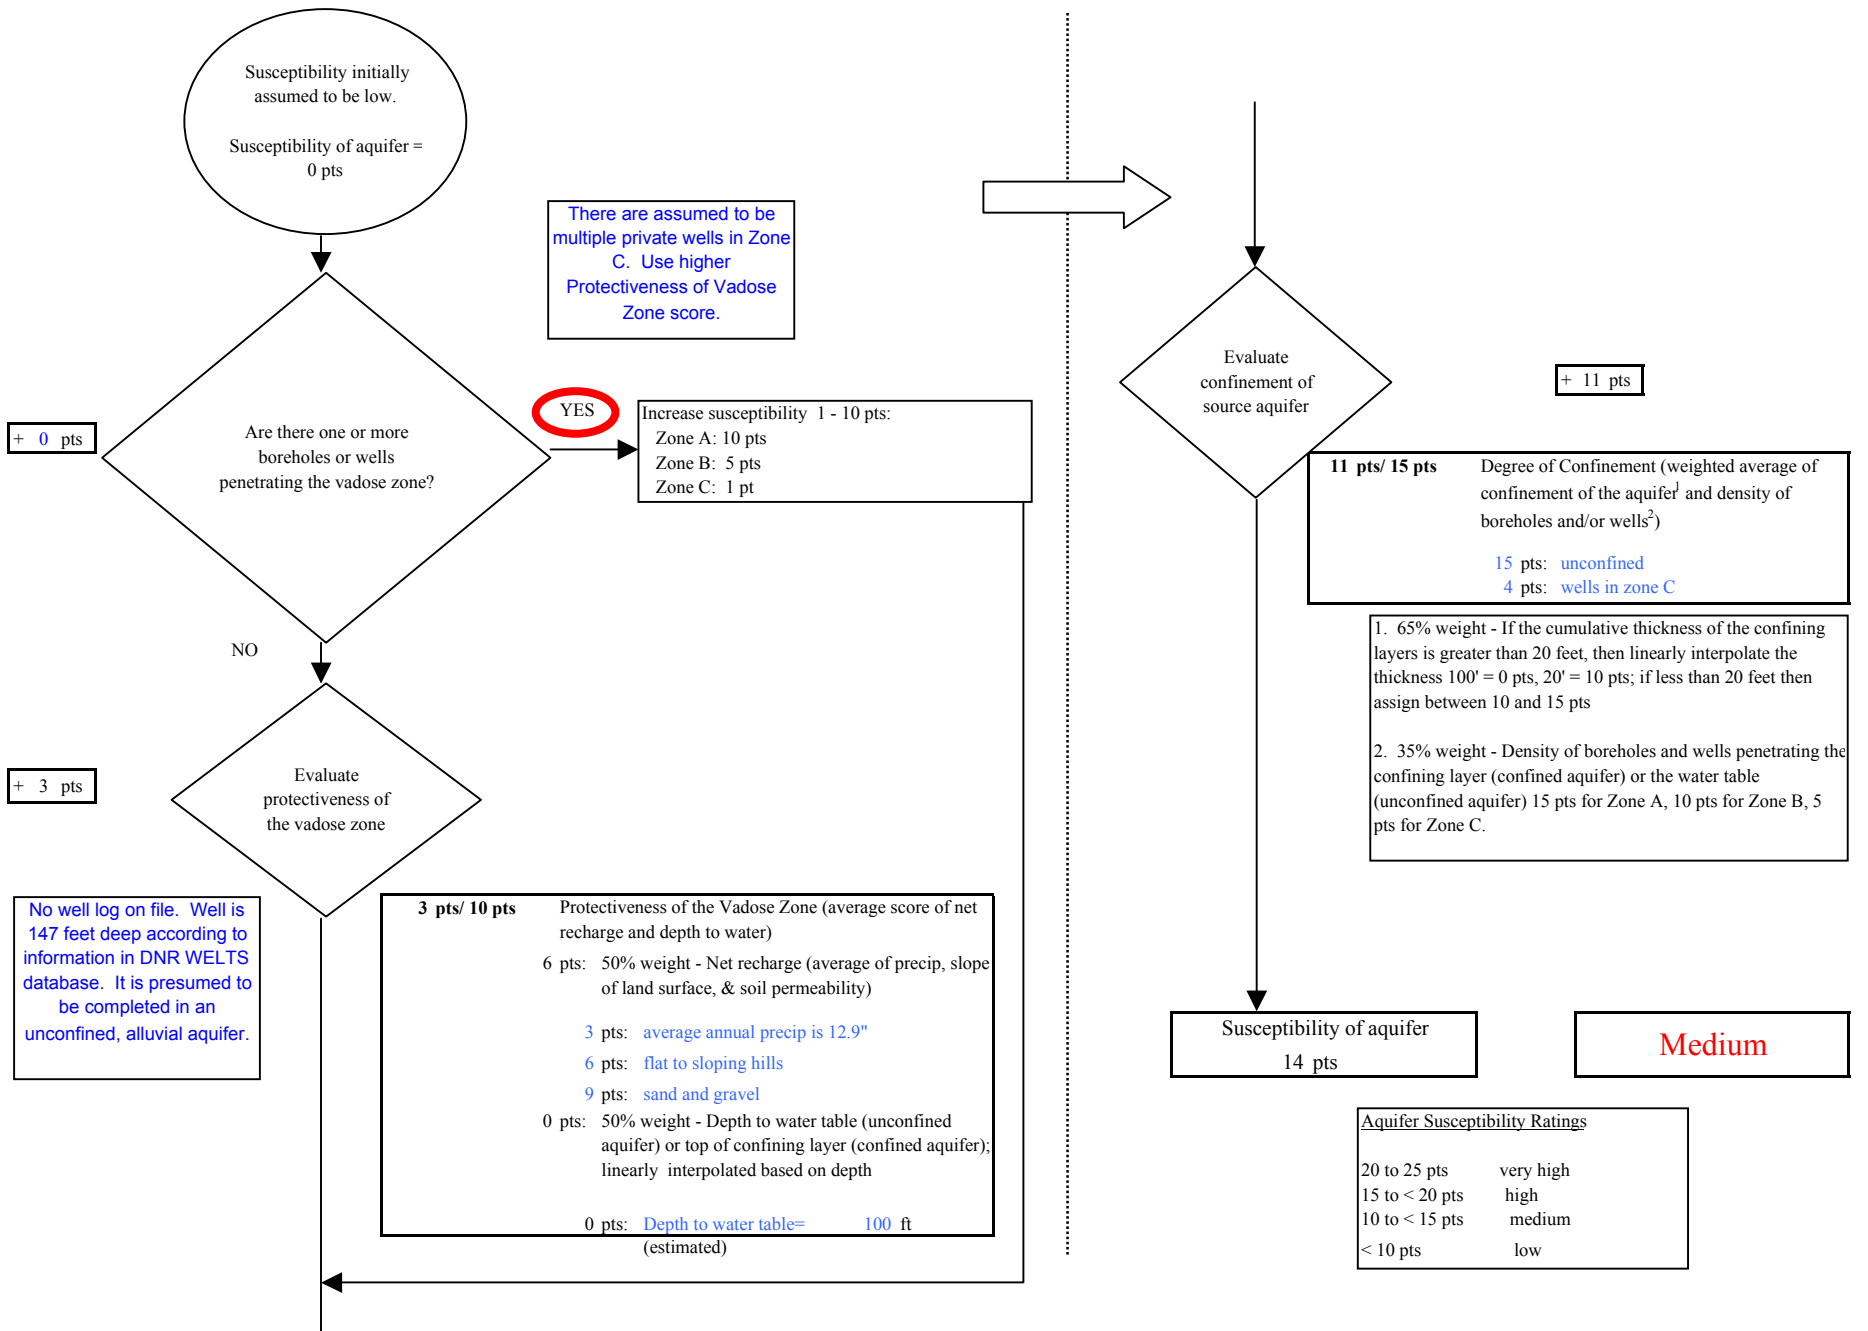 Susceptibility initially
assumed to be low.
Susceptibility of aquifer =
0 pts
There are assumed to be
multiple private wells in Zone
C.  Use higher
Protectiveness of Vadose
Zone score.
+ 0 pts
Are there one or more
boreholes or wells
penetrating the vadose zone?
YES
Increase susceptibility 1 - 10 pts:
Zone A: 10 pts
Zone B: 5 pts
Zone C: 1 pt
NO
+ 3 pts
Evaluate
protectiveness of
the vadose zone
No well log on file. Well is
147 feet deep according to
information in DNR WELTS
database. It is presumed to
be completed in an
unconfined, alluvial aquifer.
3 pts/ 10 pts Protectiveness of the Vadose Zone (average score of net
recharge and depth to water)
6 pts: 50% weight - Net recharge (average of precip, slope
of land surface, & soil permeability)
3 pts: average annual precip is 12.9"
6 pts: flat to sloping hills
9 pts: sand and gravel
0 pts: 50% weight - Depth to water table (unconfined
aquifer) or top of confining layer (confined aquifer);
linearly interpolated based on depth
0 pts: Depth to water table= 100 ft
(estimated)
Evaluate
confinement of
source aquifer
+ 11 pts
11 pts/ 15 pts Degree of Confinement (weighted average of
confinement of the aquifer1 and density of
boreholes and/or wells2)
15 pts: unconfined
4 pts: wells in zone C
1. 65% weight - If the cumulative thickness of the confining
layers is greater than 20 feet, then linearly interpolate the
thickness 100' = 0 pts, 20' = 10 pts; if less than 20 feet then
assign between 10 and 15 pts
2. 35% weight - Density of boreholes and wells penetrating the
confining layer (confined aquifer) or the water table
(unconfined aquifer) 15 pts for Zone A, 10 pts for Zone B, 5
pts for Zone C.
Susceptibility of aquifer
14 pts
Medium
Aquifer Susceptibility Ratings
20 to 25 pts very high
15 to < 20 pts high
10 to < 15 pts medium
< 10 pts low